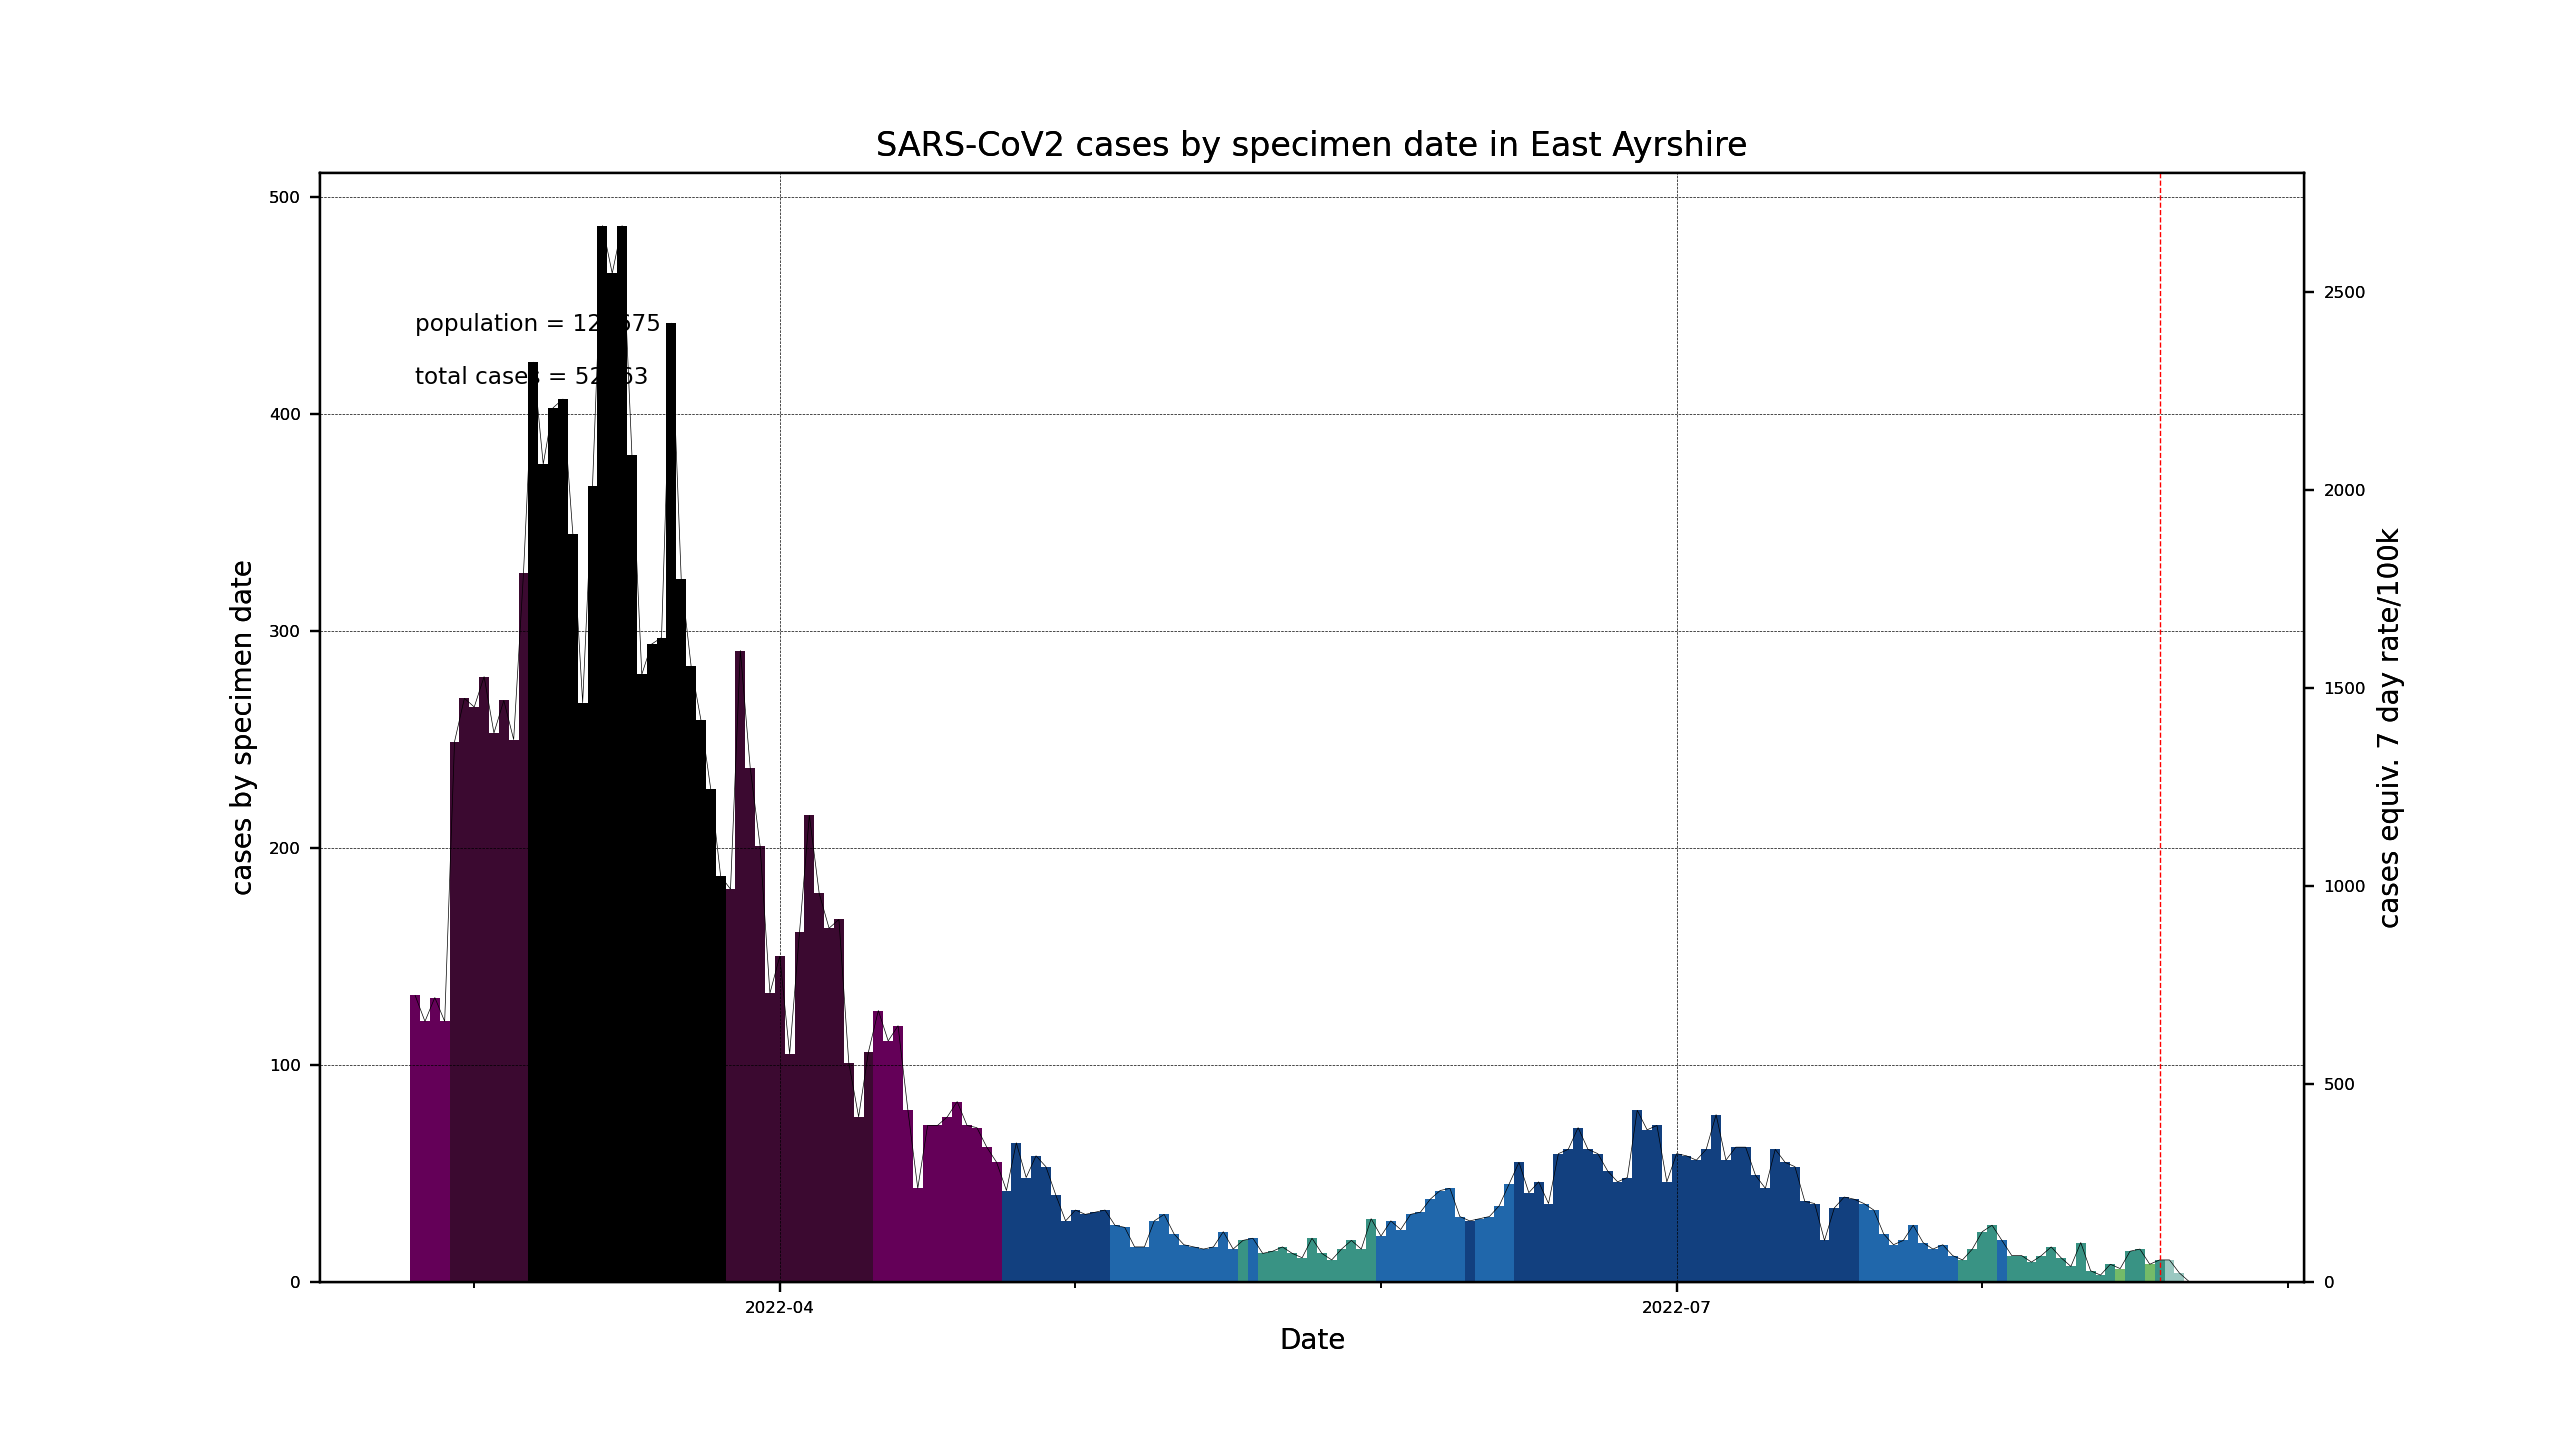 SARS-CoV2 cases by specimen date in East Ayrshire
500
400
300
200
100
0
cases by specimen date
population =
total cases =
2500
2000
1500
1000
500
0
cases equiv. 7 day rate/100k
2022-04
2022-07
Date